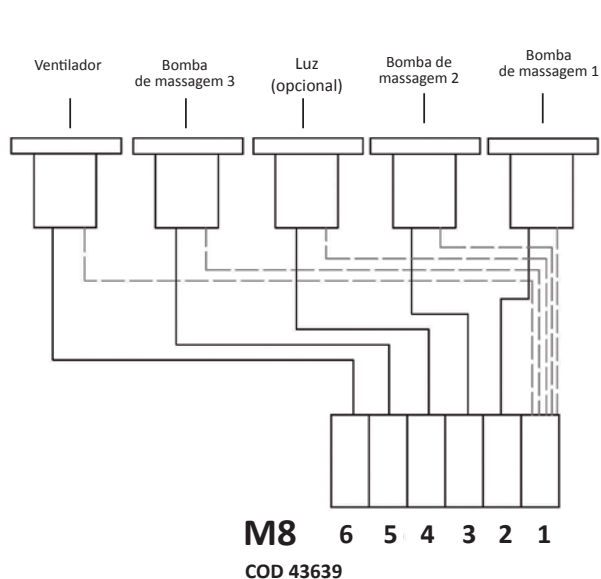 Ventilador
Bomba
de massagem 3
Luz
(opcional)
Bomba de
massagem 2
Bomba
de massagem 1
M8 6 5 4 3 2 1
COD 43639